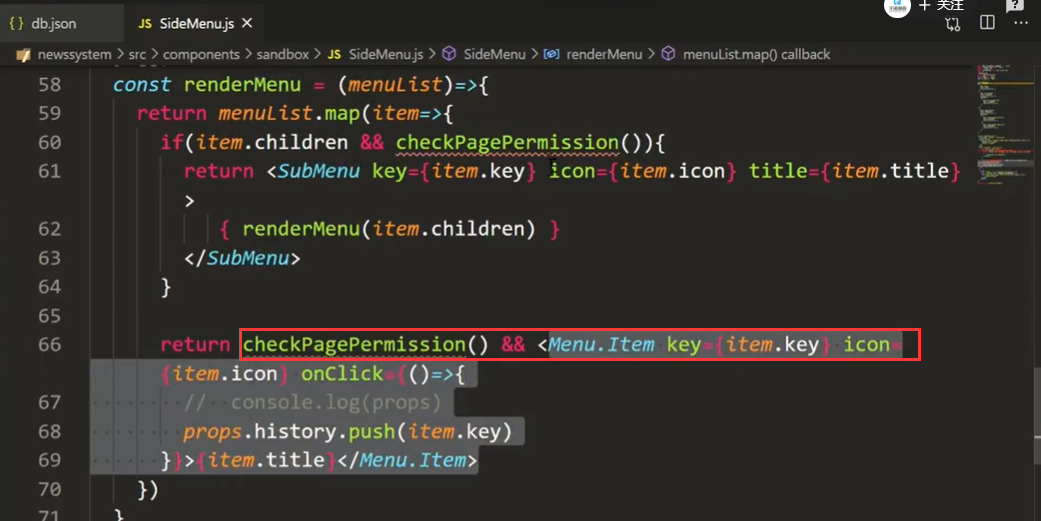 {} db.json
JS SideMenu.js ×
+ 关注
newssystem > src > components > sandbox > JS SideMenu.js > SideMenu > renderMenu > menuList.map() callback
58 const renderMenu = (menuList)=>{
59 return menuList.map(item=>{
60 if(item.children && checkPagePermission()){
61 return <SubMenu key={item.key} icon={item.icon} title={item.title}
>
62 { renderMenu(item.children) }
63 </SubMenu>
64 }
65
66 return checkPagePermission() && <Menu.Item key={item.key} icon=
{item.icon} onClick={()=>{
67 // console.log(props)
68 props.history.push(item.key)
69 }}>{item.title}</Menu.Item>
70 })
71 }